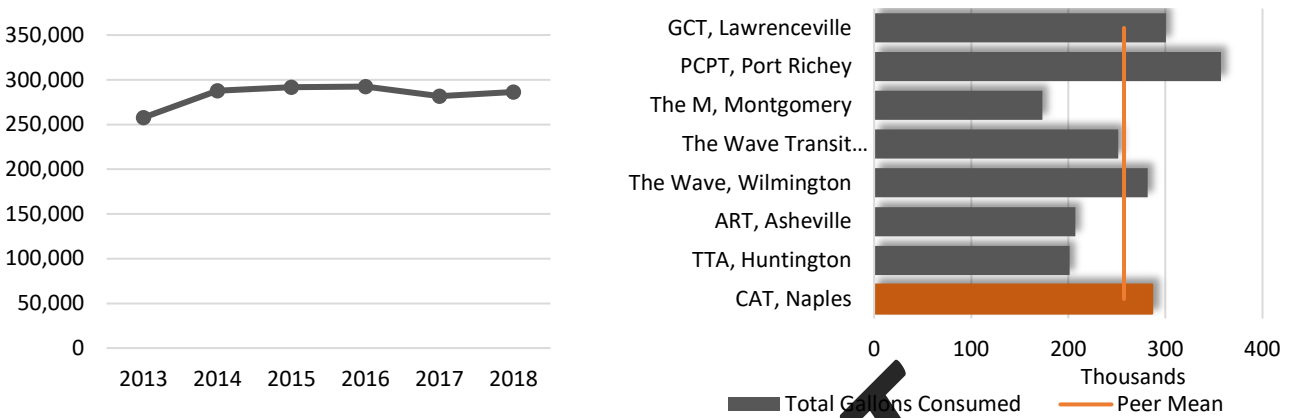 350,000
300,000
250,000
200,000
150,000
100,000
50,000
0
2013 2014 2015 2016 2017 2018
GCT, Lawrenceville
PCPT, Port Richey
The M, Montgomery
The Wave Transit...
The Wave, Wilmington
ART, Asheville
TTA, Huntington
CAT, Naples
0 100 200 300 400
Thousands
Total Gallons Consumed Peer Mean